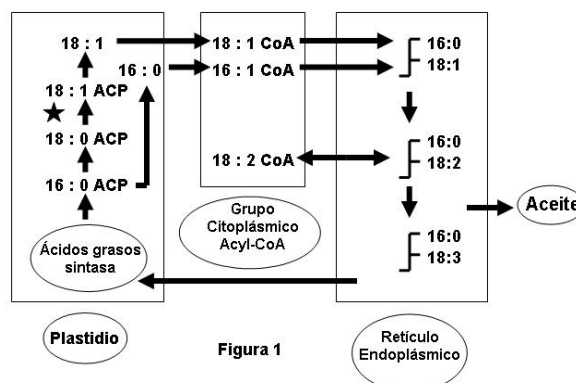 18 : 1
16 : 0
18 : 1 ACP
18 : 0 ACP
16 : 0 ACP
Ácidos grasos
sintasa
Plastidio
18 : 1 CoA
16 : 1 CoA
18 : 2 CoA
Grupo
Citoplásmico
Acyl-CoA
16:0
18:1
16:0
18:2
16:0
18:3
Aceite
Retículo
Endoplásmico
Figura 1